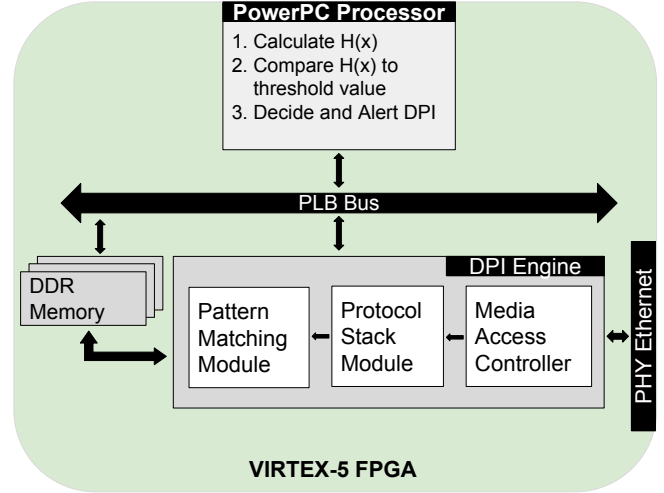 PowerPC Processor
1. Calculate H(x)
2. Compare H(x) to
threshold value
3. Decide and Alert DPI
PLB Bus
DDR
Memory
DPI Engine
Pattern
Matching
Module
Protocol
Stack
Module
Media
Access
Controller
PHY Ethernet
VIRTEX-5 FPGA